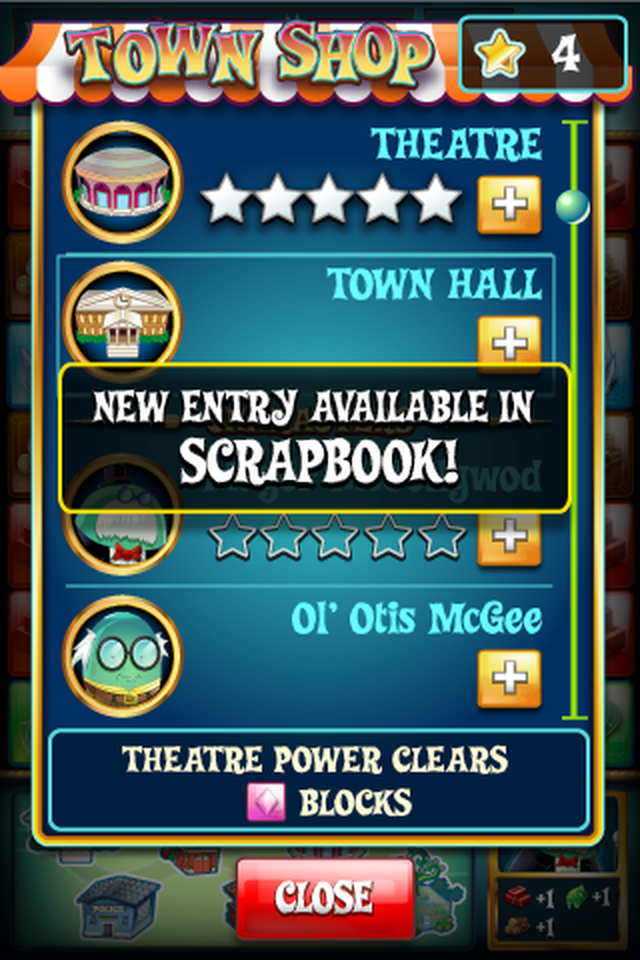 TOWN SHOP
4
THEATRE
TOWN HALL
NEW ENTRY AVAILABLE IN
SCRAPBOOK!
Ol' Otis McGee
THEATRE POWER CLEARS
BLOCKS
CLOSE
POLICE
+1 +1
+1